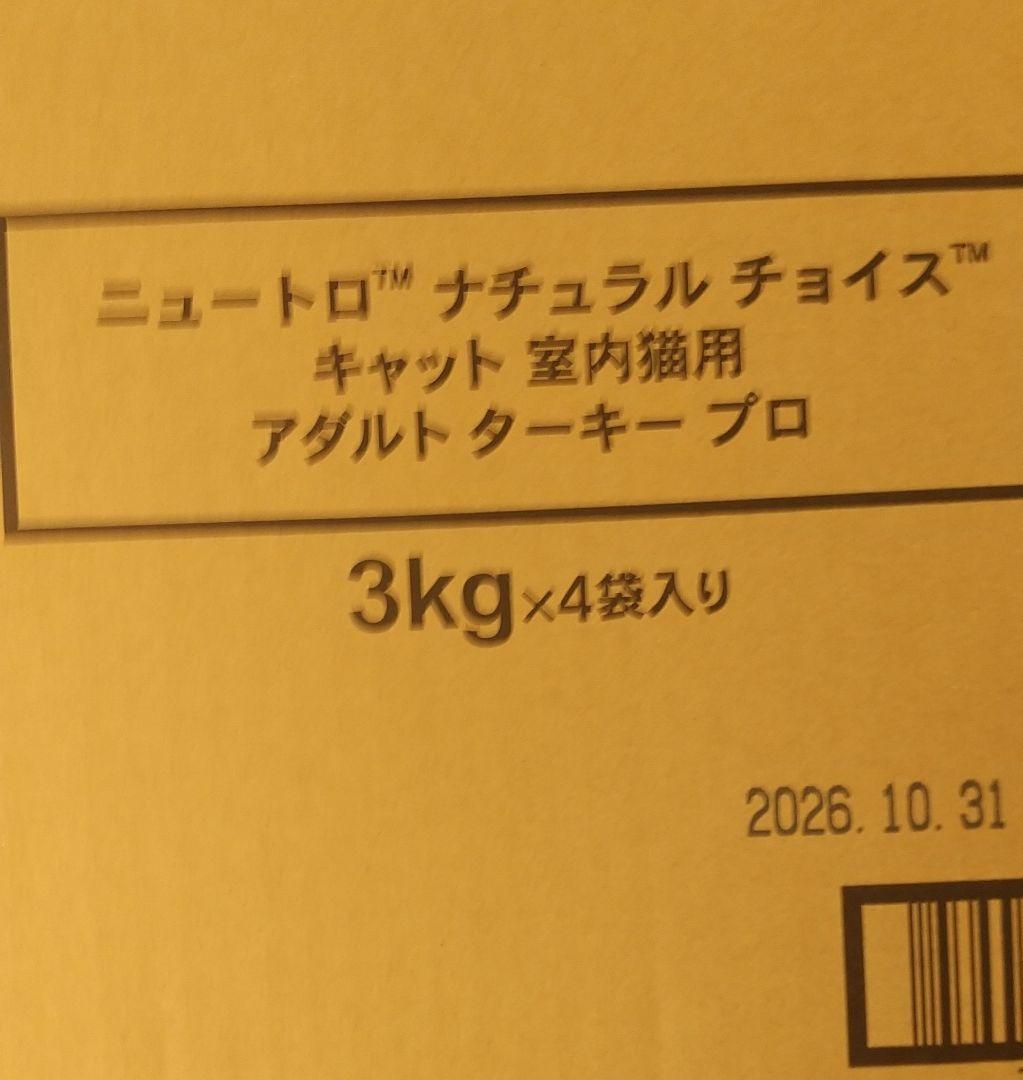 ニュートロ™ ナチュラル チョイス™
キャット 室内猫用
アダルト ターキー プロ
3kg×4袋入り
2026.10.31